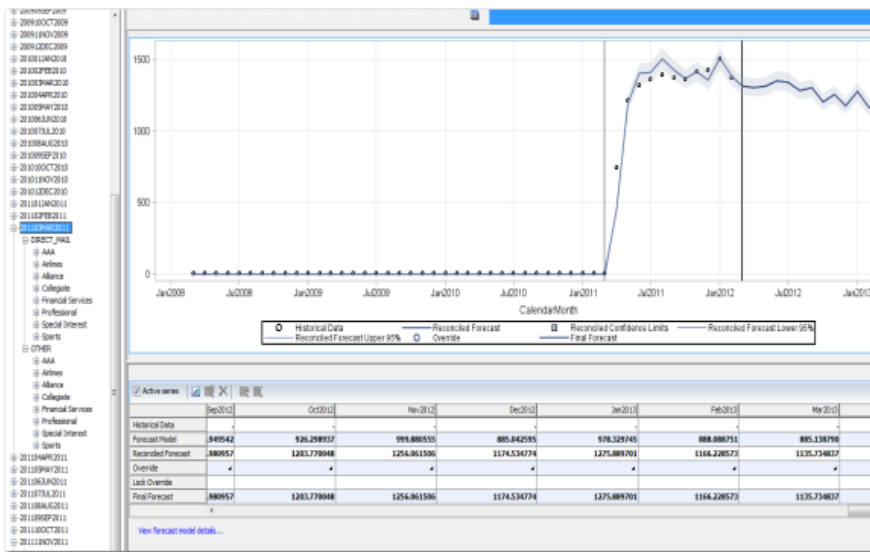 200910OCT2009
200911NOV2009
200912DEC2009
201001JAN2010
201002FEB2010
201003MAR2010
201004APR2010
201005MAY2010
201006JUN2010
201007JUL2010
201008AUG2010
201009SEP2010
201010OCT2010
201011NOV2010
201012DEC2010
201101JAN2011
201102FEB2011
201103MAR2011
DIRECT_MAIL
AAA
Airlines
Alliance
Collegiate
Financial Services
Professional
Special Interest
Sports
OTHER
AAA
Airlines
Alliance
Collegiate
Financial Services
Professional
Special Interest
Sports
201104APR2011
201105MAY2011
201106JUN2011
201107JUL2011
201108AUG2011
201109SEP2011
201110OCT2011
201111NOV2011
1500
1000
500
0
Jan2008 Jul2008 Jan2009 Jul2009 Jan2010 Jul2010 Jan2011 Jul2011 Jan2012 Jul2012 Jan2013
CalendarMonth
Historical Data Reconciled Forecast Reconciled Confidence Limits Reconciled Forecast Lower 95%
Reconciled Forecast Upper 95% Override Final Forecast
Active series
Sep2012 Oct2012 Nov2012 Dec2012 Jan2013 Feb2013 Mar2013
Historical Data . . . . . . .
Forecast Model .949542 926.298937 999.880555 885.042595 978.329745 888.088751 885.138790
Reconciled Forecast .980957 1203.770048 1256.061506 1174.534774 1275.889701 1166.228573 1135.734837
Override
Lock Override
Final Forecast .980957 1203.770048 1256.061506 1174.534774 1275.889701 1166.228573 1135.734837
View forecast model details...